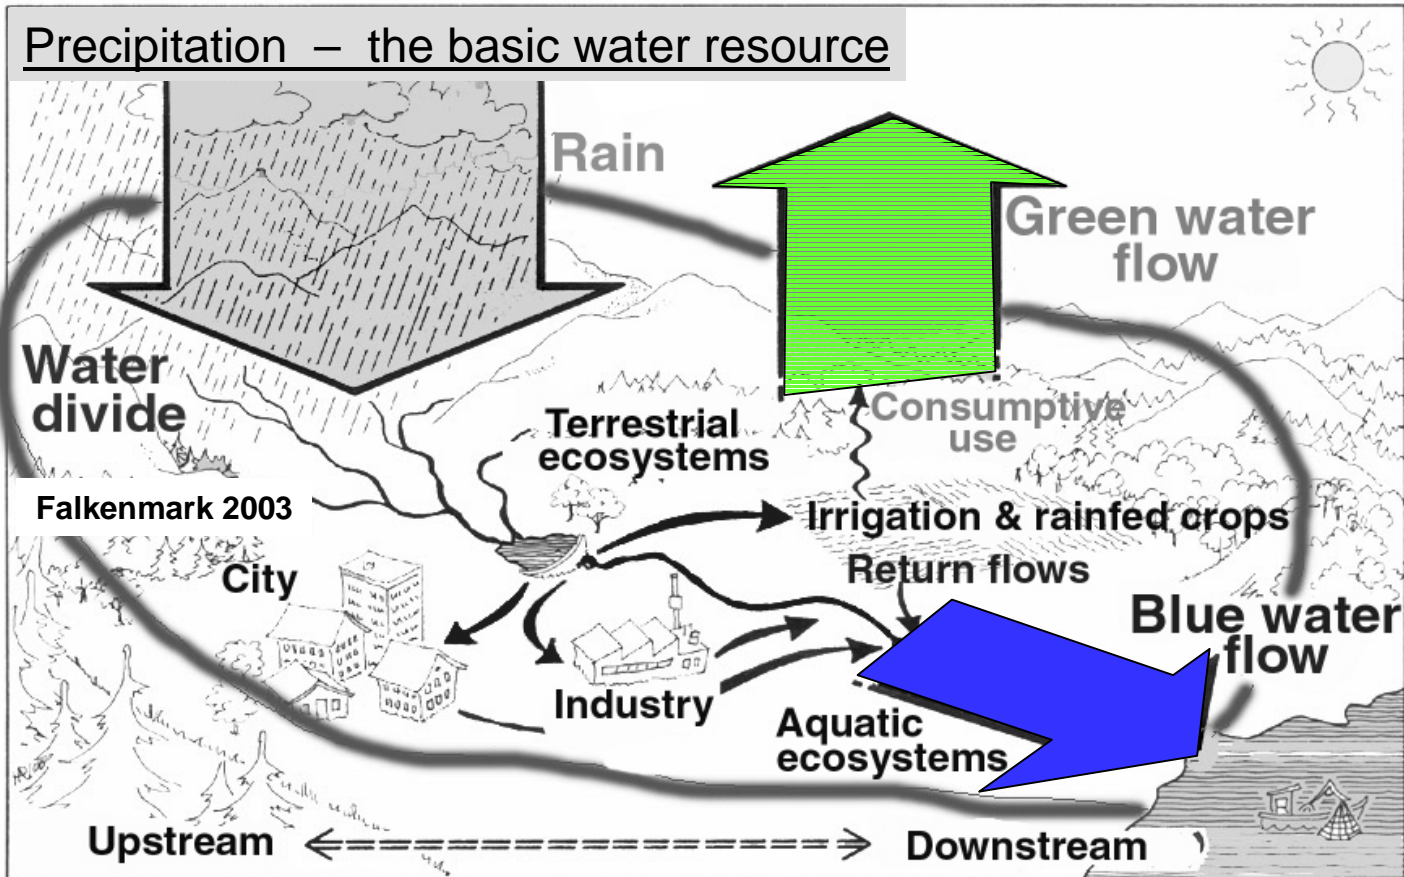 Precipitation – the basic water resource
Rain
Green water
flow
Water
divide
Consumptive
use
Terrestrial
ecosystems
Falkenmark 2003
Irrigation & rainfed crops
City
Return flows
Blue water
flow
Industry
Aquatic
ecosystems
Upstream
Downstream